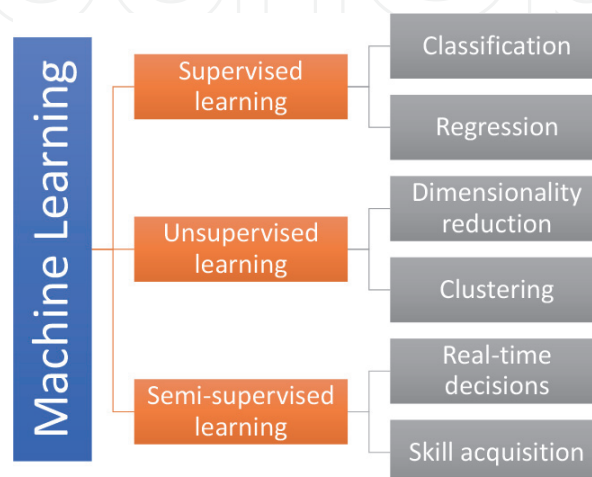 Machine Learning
Supervised
learning
Classification
Regression
Unsupervised
learning
Dimensionality
reduction
Clustering
Semi-supervised
learning
Real-time
decisions
Skill acquisition